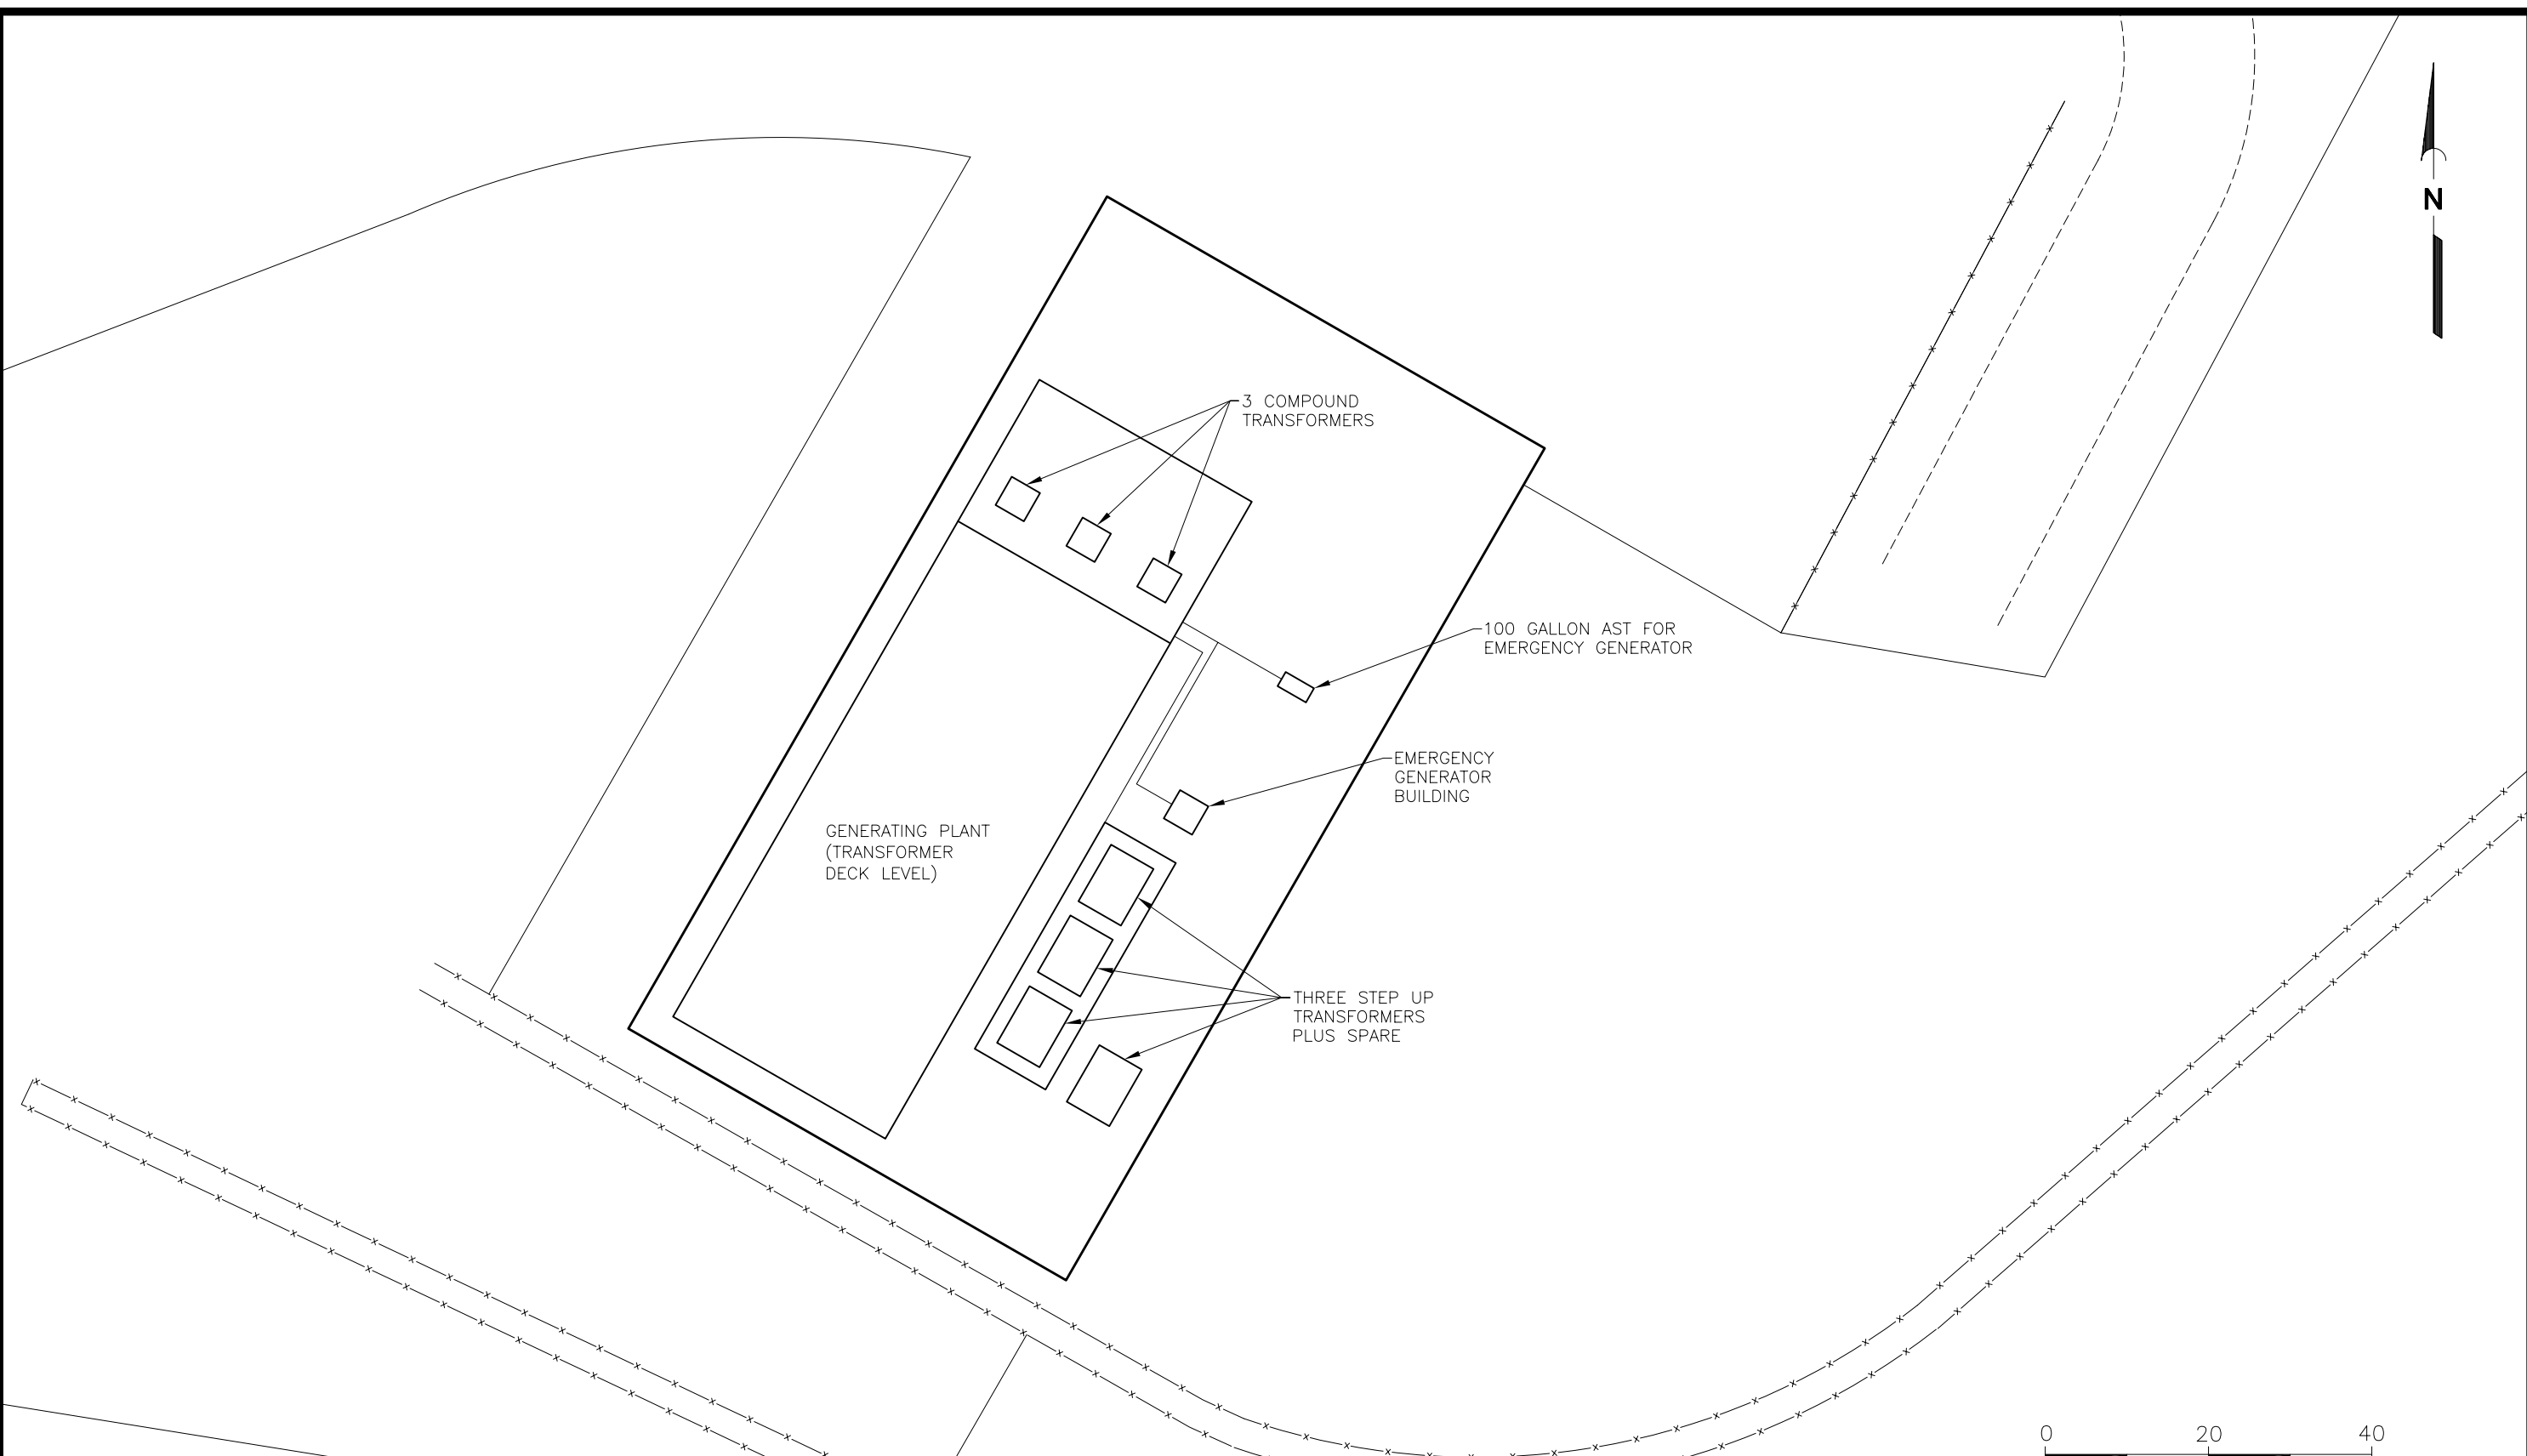 N
3 COMPOUND
TRANSFORMERS
100 GALLON AST FOR
EMERGENCY GENERATOR
EMERGENCY
GENERATOR
BUILDING
GENERATING PLANT
(TRANSFORMER
DECK LEVEL)
THREE STEP UP
TRANSFORMERS
PLUS SPARE
0 20 40